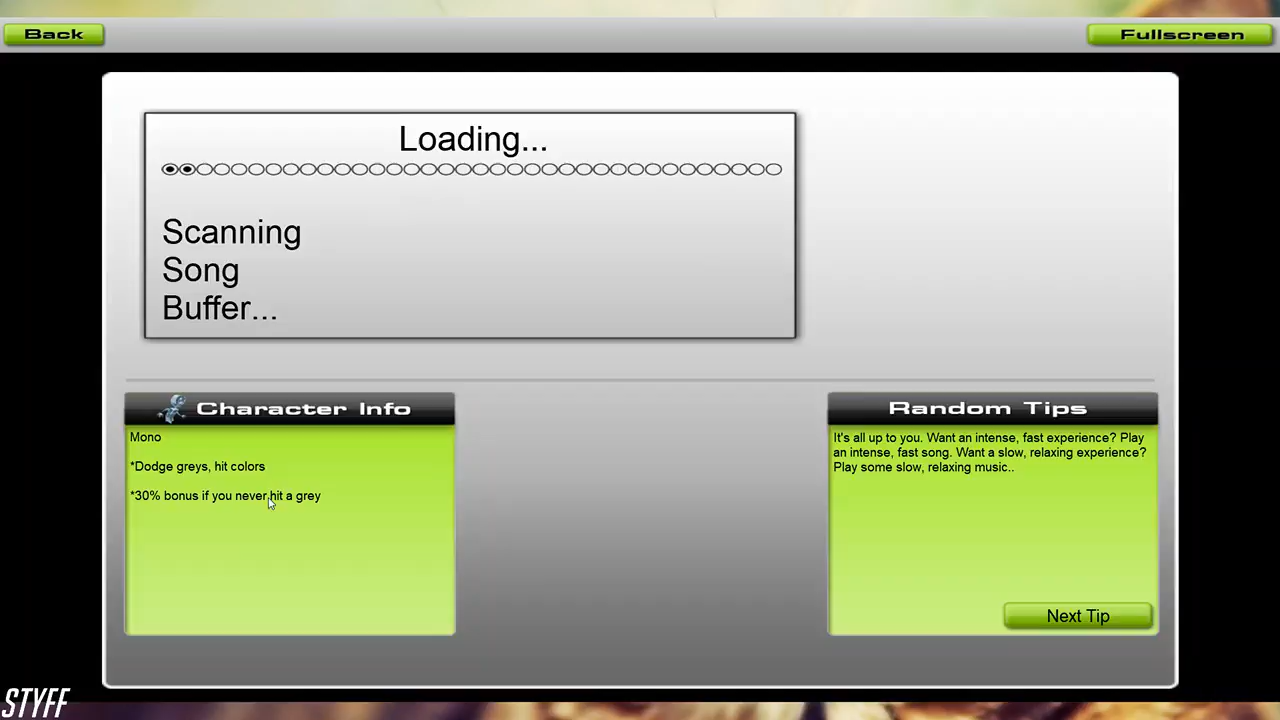 Back
Fullscreen
Loading...
Scanning
Song
Buffer...
Character Info
Mono
*Dodge greys, hit colors
*30% bonus if you never hit a grey
Random Tips
It's all up to you. Want an intense, fast experience? Play
an intense, fast song. Want a slow, relaxing experience?
Play some slow, relaxing music..
Next Tip
STYFF